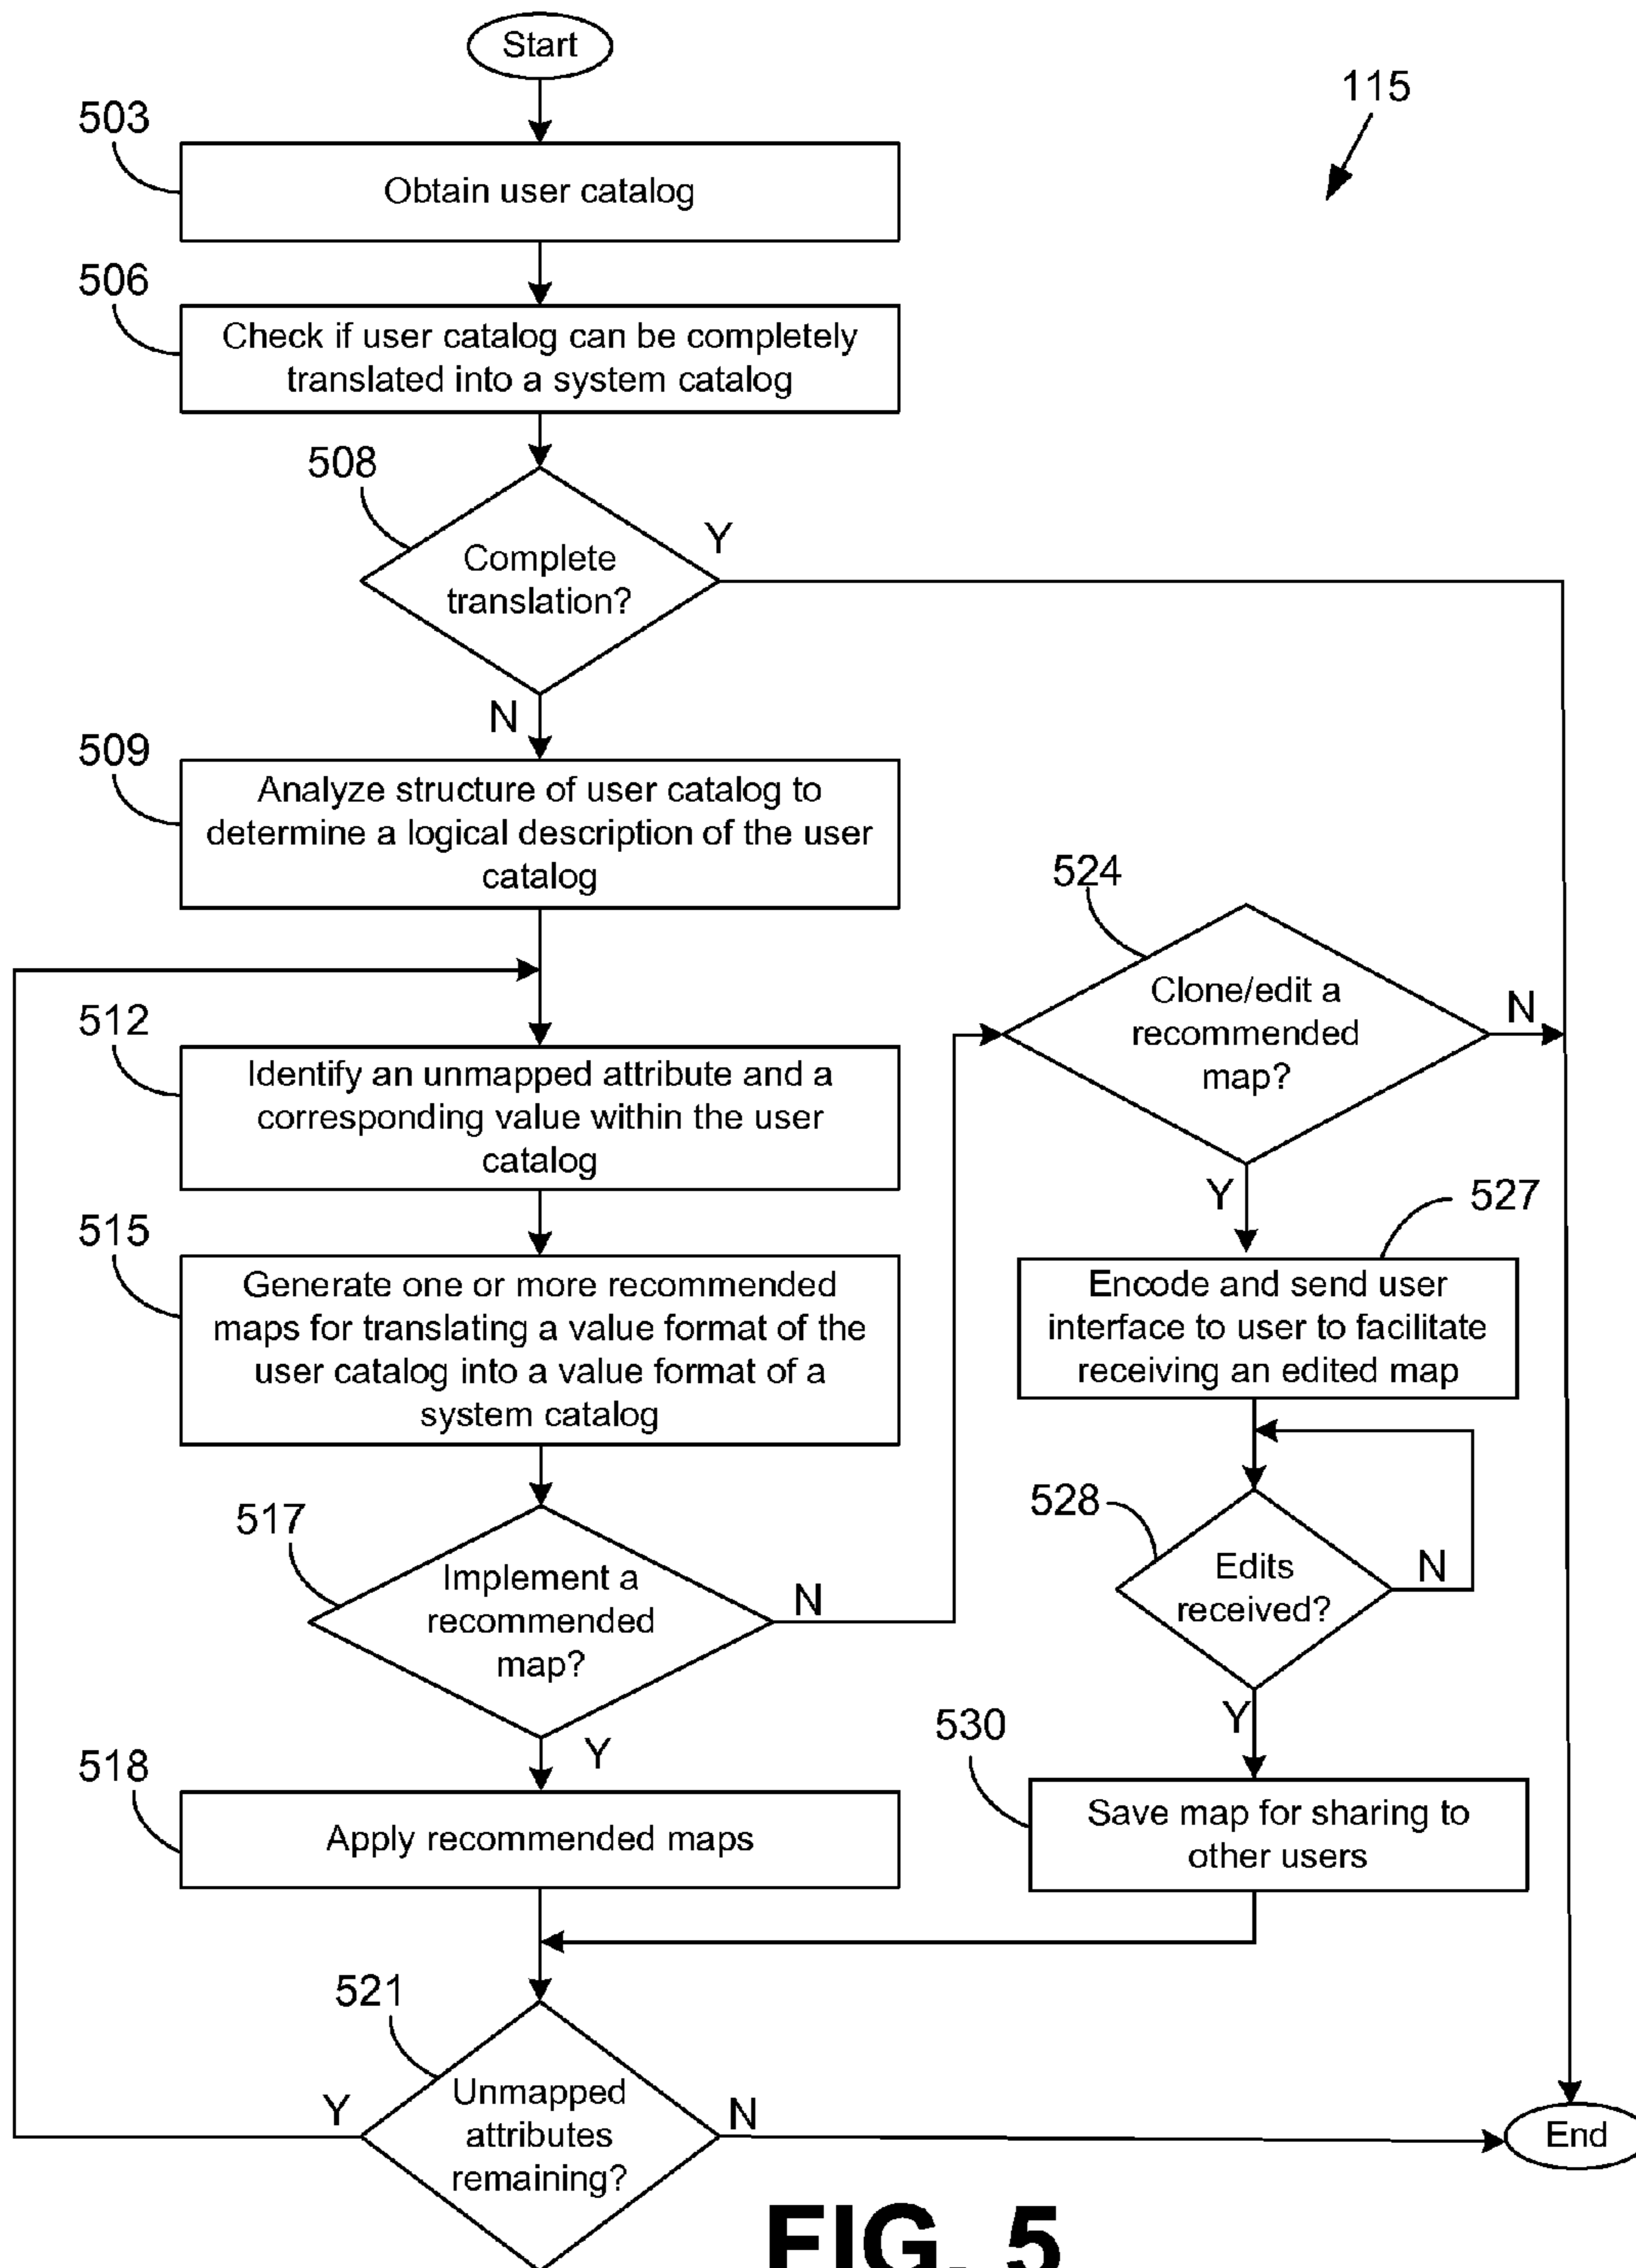 Start
115
503
Obtain user catalog
506
Check if user catalog can be completely
translated into a system catalog
508
Complete
translation?
Y
N
509
Analyze structure of user catalog to
determine a logical description of the user
catalog
524
Clone/edit a
recommended
map?
N
Y
512
Identify an unmapped attribute and a
corresponding value within the user
catalog
515
Generate one or more recommended
maps for translating a value format of the
user catalog into a value format of a
system catalog
527
Encode and send user
interface to user to facilitate
receiving an edited map
517
Implement a
recommended
map?
N
Y
528
Edits
received?
N
Y
518
Apply recommended maps
530
Save map for sharing to
other users
521
Unmapped
attributes
remaining?
Y
N
End
FIG. 5